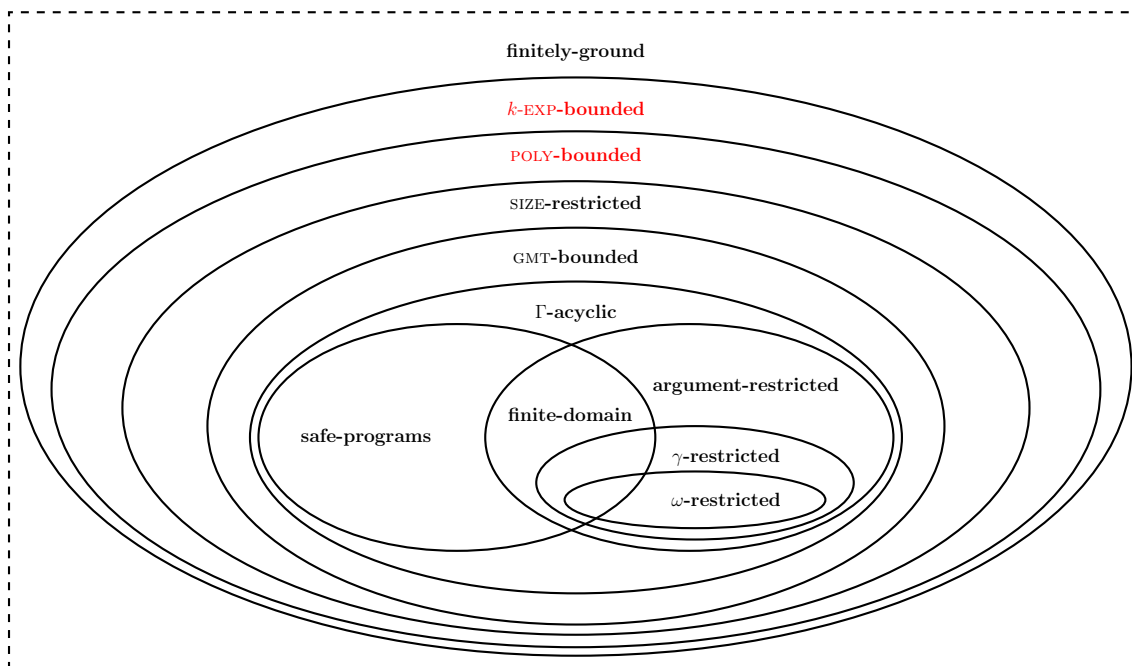 finitely-ground
k-EXP-bounded
POLY-bounded
SIZE-restricted
GMT-bounded
Γ-acyclic
argument-restricted
finite-domain
safe-programs
γ-restricted
ω-restricted